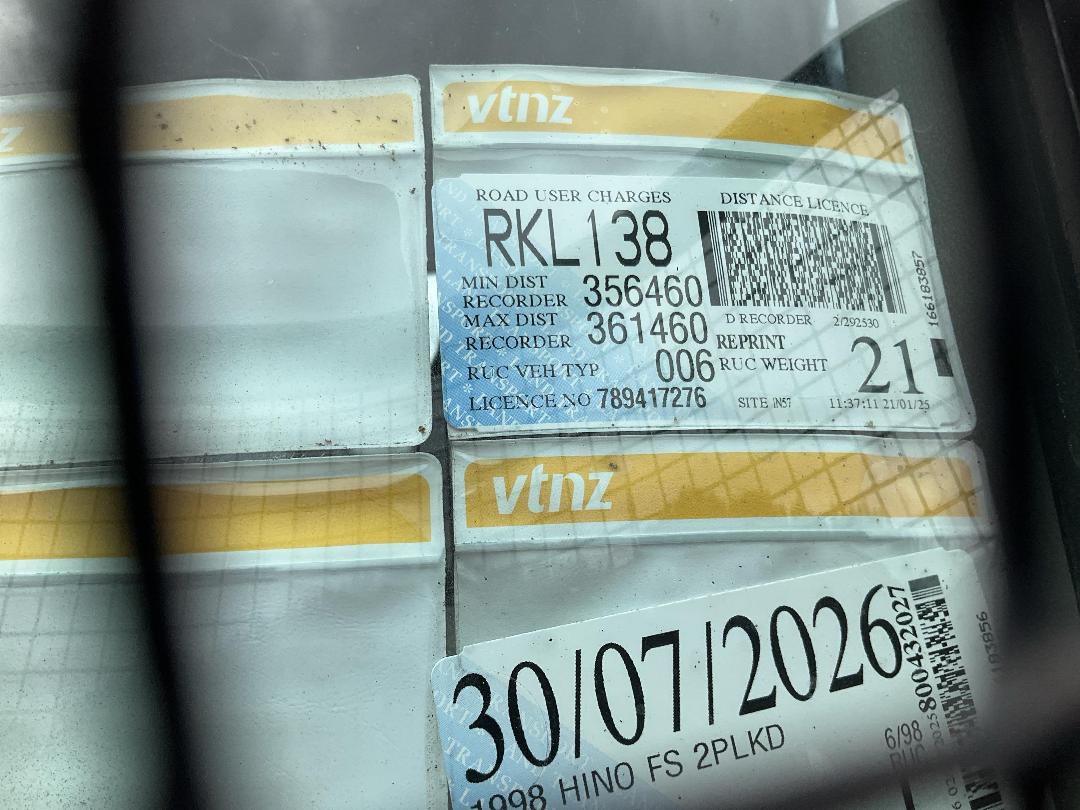 vtnz
ROAD USER CHARGES DISTANCE LICENCE
RKL138
MIN DIST
RECORDER 356460
MAX DIST
RECORDER 361460
D RECORDER 2/292530
REPRINT
RUC VEH TYP 006
RUC WEIGHT 21
LICENCE NO 789417276
SITE IN57 11:37:11 21/01/25
166183857
vtnz
30/07/2026
800432027
1998 HINO FS 2PLKD
6/98